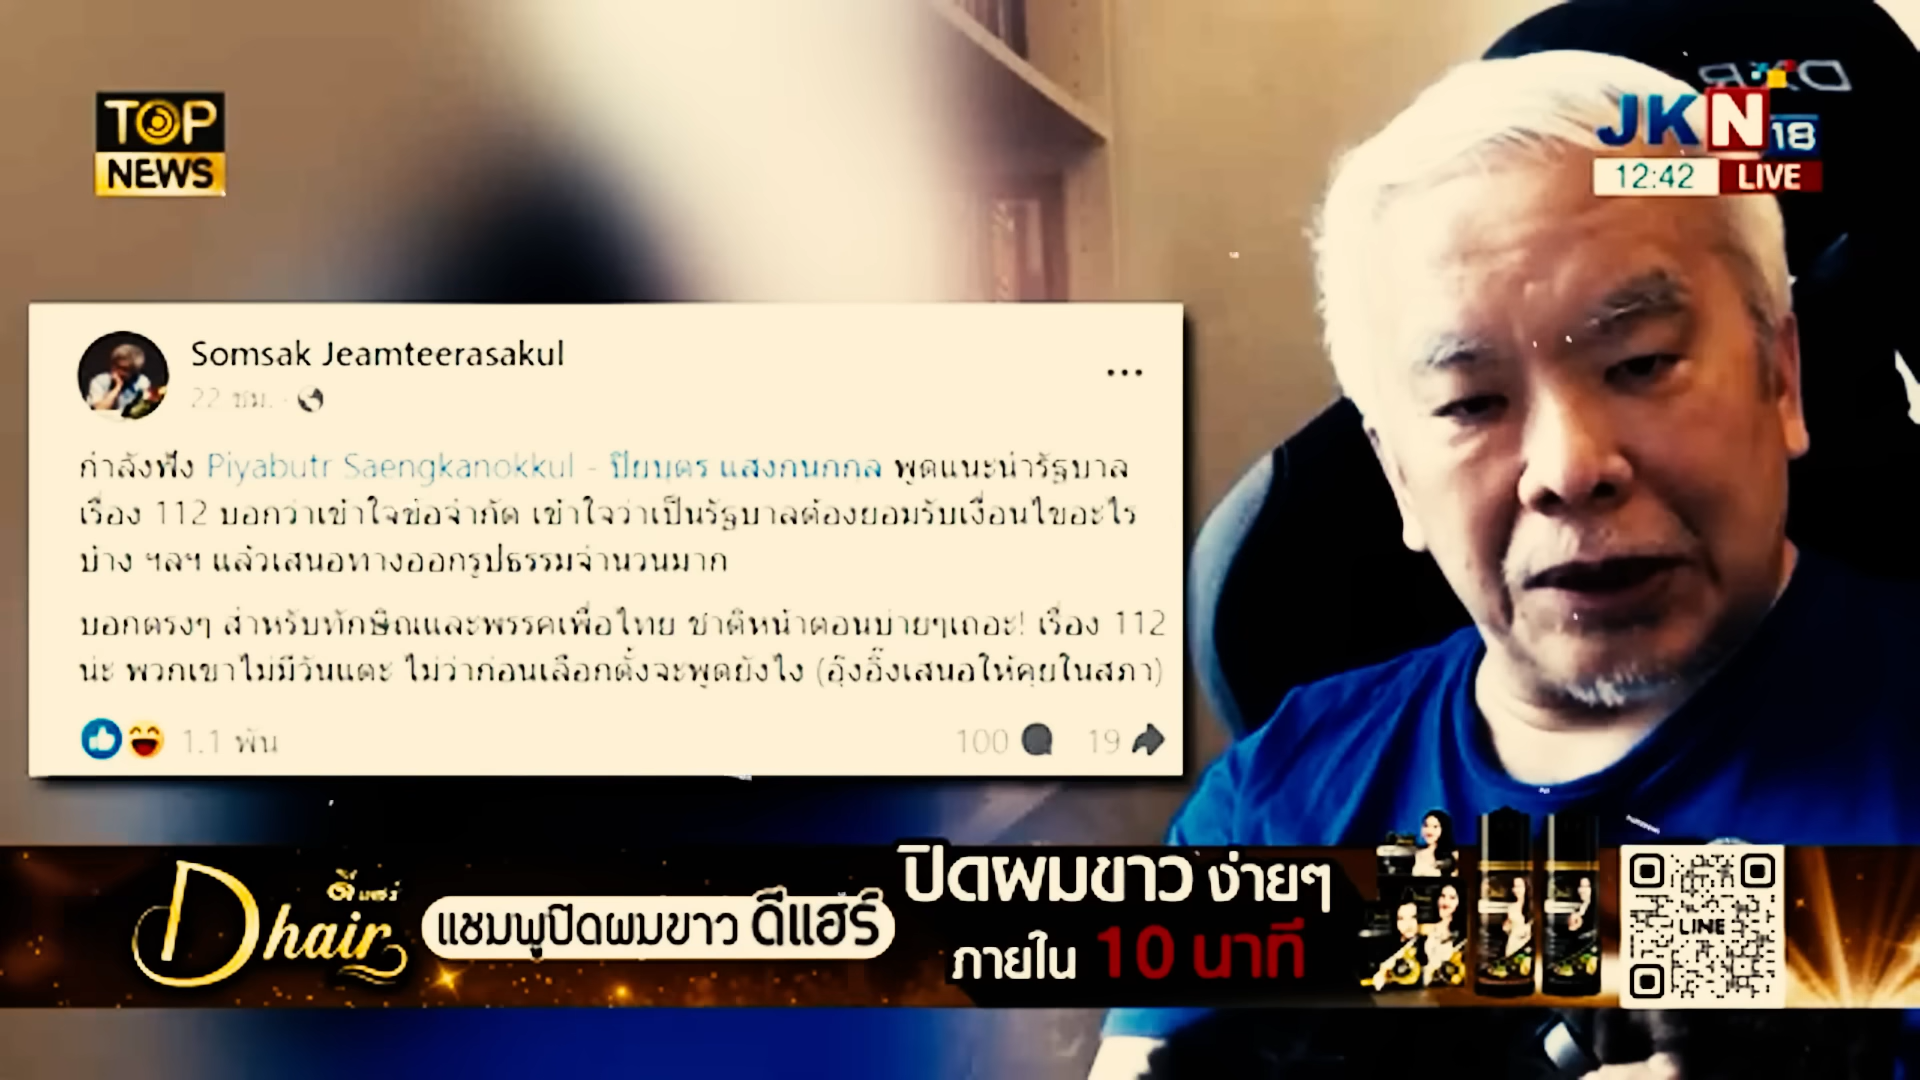 TOP
NEWS
JKN18
12:42 LIVE
Somsak Jeamteerasakul
22 ชม.
กำลังฟัง Piyabutr Saengkanokkul - ปิยบุตร แสงกนกกุล พูดแนะนำรัฐบาล
เรื่อง 112 บอกว่าเข้าใจข้อจำกัด เข้าใจว่าเป็นรัฐบาลต้องยอมรับเงื่อนไขอะไร
บ้าง ฯลฯ แล้วเสนอทางออกรูปธรรมจำนวนมาก
บอกตรงๆ สำหรับทักษิณและพรรคเพื่อไทย ชาติหน้าตอนบ่ายๆเถอะ! เรื่อง 112
น่ะ พวกเขาไม่มีวันแตะ ไม่ว่าก่อนเลือกตั้งจะพูดยังไง (อุ๊งอิ๊งเสนอให้คุยในสภา)
1.1 พัน 100 19
ดีแฮร์
Dhair
แชมพูปิดผมขาว ดีแฮร์
ปิดผมขาว ง่ายๆ
ภายใน 10 นาที
LINE